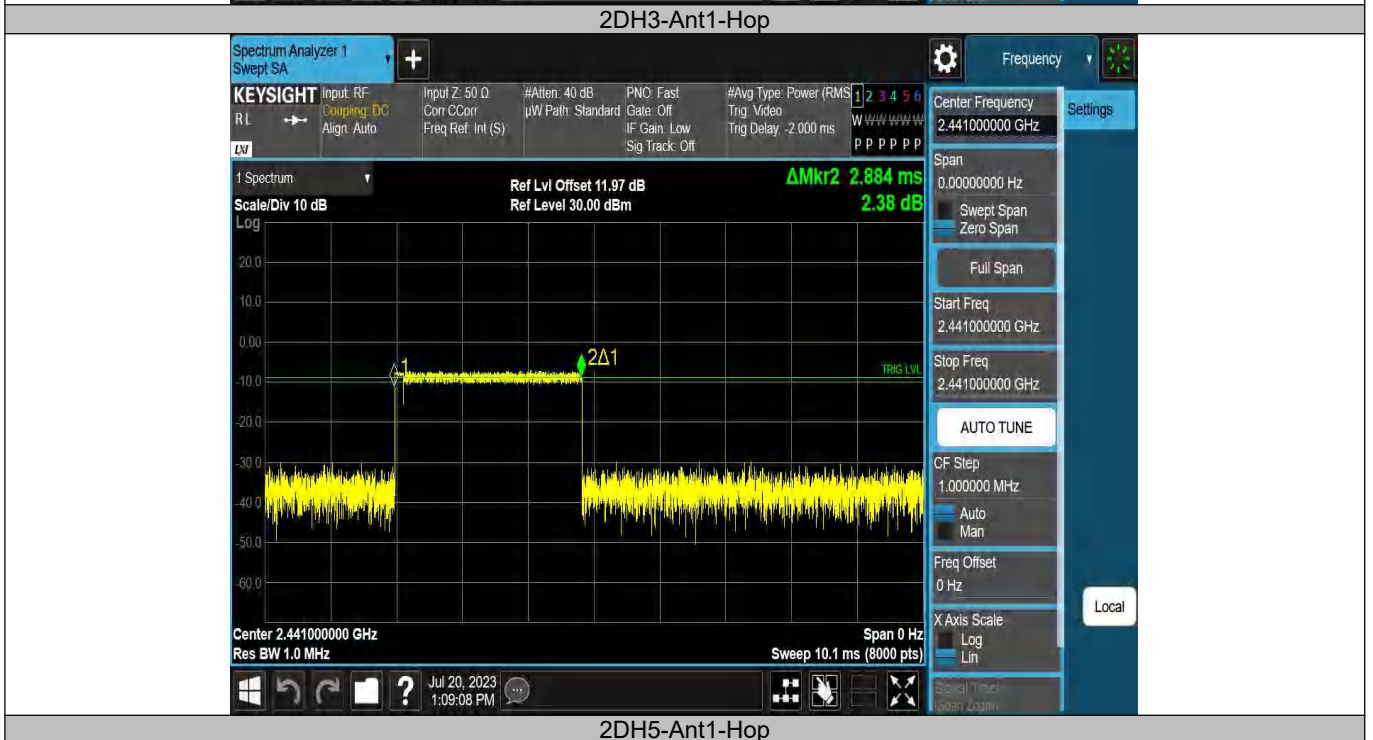 2DH3-Ant1-Hop
Spectrum Analyzer 1
Swept SA
+
Frequency
KEYSIGHT
RL
LXI
Input: RF
Coupling: DC
Align: Auto
Input Z: 50 Ω
Corr CCorr
Freq Ref: Int (S)
#Atten: 40 dB
µW Path: Standard
PNO: Fast
Gate: Off
IF Gain: Low
Sig Track: Off
#Avg Type: Power (RMS
Trig: Video
Trig Delay: -2.000 ms
1 2 3 4 5 6
W W W W W W
P P P P P P
Center Frequency
2.441000000 GHz
Settings
1 Spectrum
Scale/Div 10 dB
Ref Lvl Offset 11.97 dB
Ref Level 30.00 dBm
ΔMkr2 2.884 ms
2.38 dB
Span
0.00000000 Hz
Swept Span
Zero Span
Full Span
Start Freq
2.441000000 GHz
Stop Freq
2.441000000 GHz
AUTO TUNE
CF Step
1.000000 MHz
Auto
Man
Freq Offset
0 Hz
X Axis Scale
Log
Lin
Local
Log
20.0
10.0
0.00
-10.0
-20.0
-30.0
-40.0
-50.0
-60.0
1
2Δ1
TRIG LVL
Center 2.441000000 GHz
Res BW 1.0 MHz
Span 0 Hz
Sweep 10.1 ms (8000 pts)
?
Jul 20, 2023
1:09:08 PM
Signal Track
(Span Zoom)
2DH5-Ant1-Hop